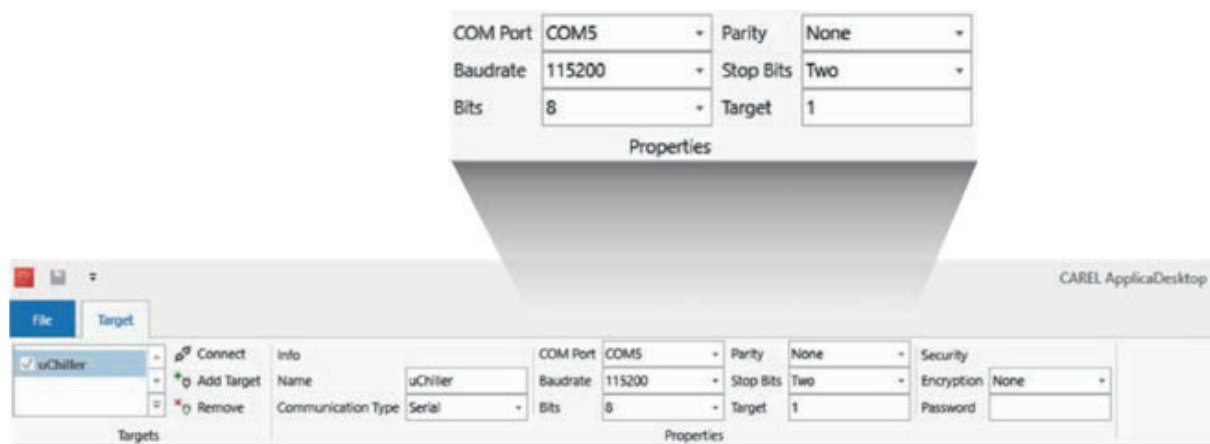 COM Port COM5 Parity None
Baudrate 115200 Stop Bits Two
Bits 8 Target 1
Properties
CAREL ApplicaDesktop
File Target
uChiller Connect Info COM Port COM5 Parity None Security
Add Target Name uChiller Baudrate 115200 Stop Bits Two Encryption None
Remove Communication Type Serial Bits 8 Target 1 Password
Targets Properties